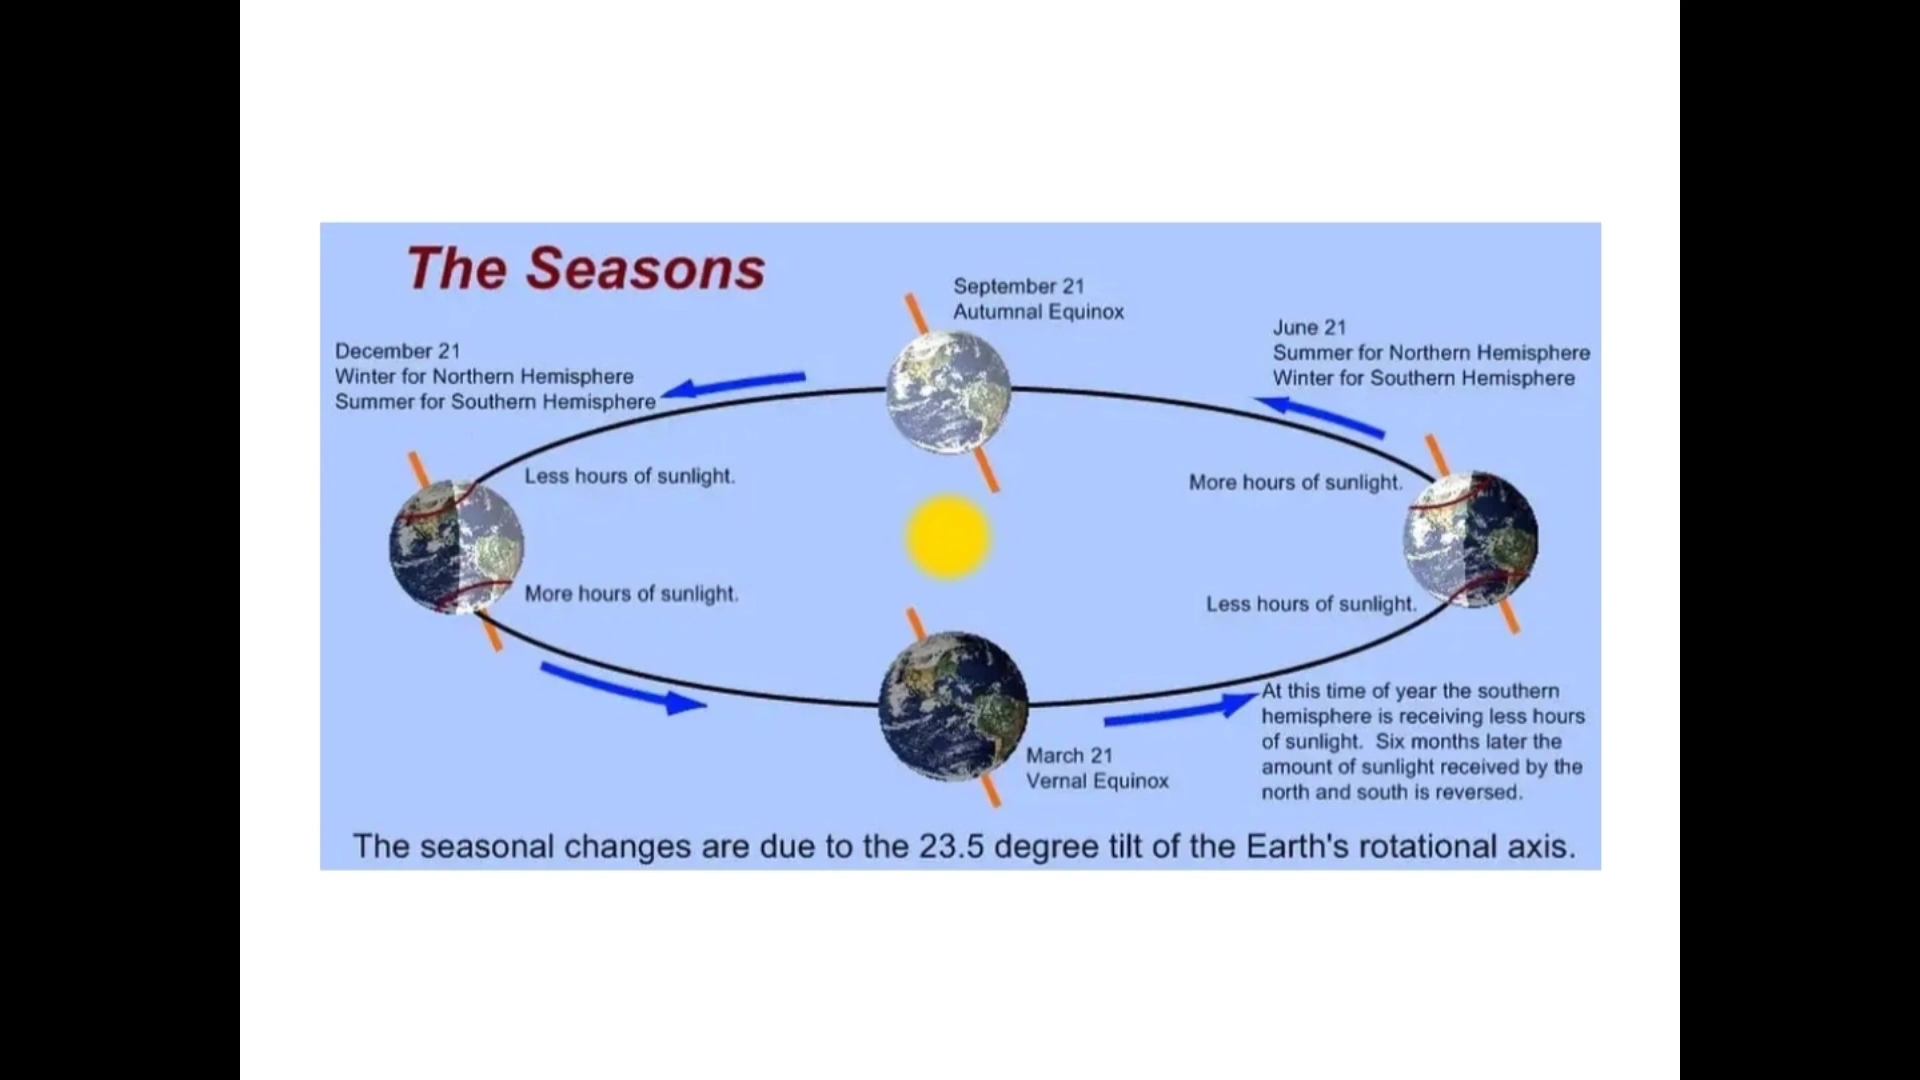 The Seasons
September 21
Autumnal Equinox
June 21
Summer for Northern Hemisphere
Winter for Southern Hemisphere
December 21
Winter for Northern Hemisphere
Summer for Southern Hemisphere
Less hours of sunlight.
More hours of sunlight.
More hours of sunlight.
Less hours of sunlight.
March 21
Vernal Equinox
At this time of year the southern
hemisphere is receiving less hours
of sunlight. Six months later the
amount of sunlight received by the
north and south is reversed.
The seasonal changes are due to the 23.5 degree tilt of the Earth's rotational axis.